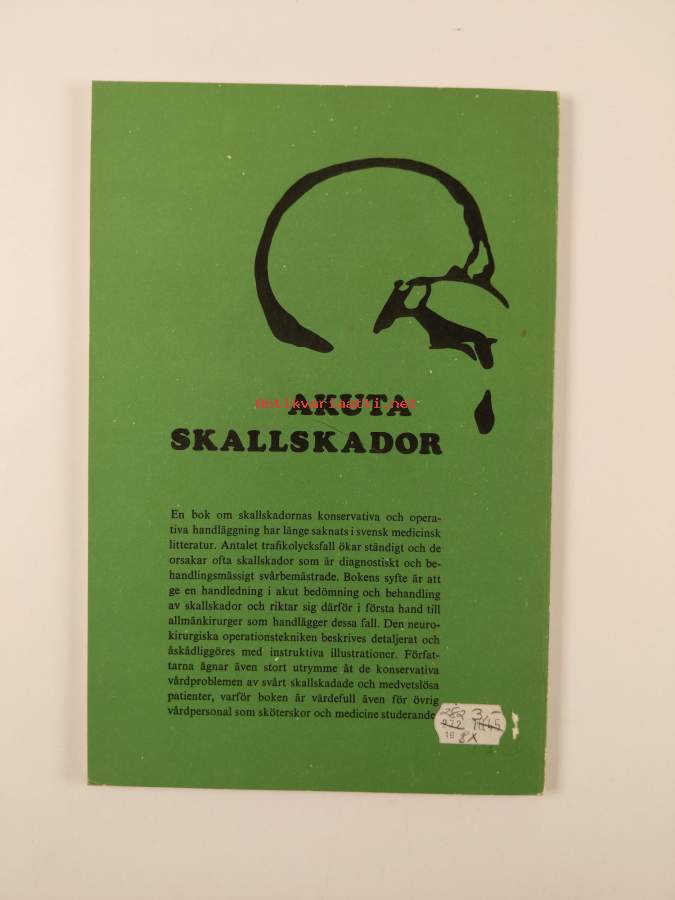 AKUTA
antikvariaatti.net
SKALLSKADOR
En bok om skallskadornas konservativa och opera-
tiva handläggning har länge saknats i svensk medicinsk
litteratur. Antalet trafikolycksfall ökar ständigt och de
orsakar ofta skallskador som är diagnostiskt och be-
handlingsmässigt svårbemästrade. Bokens syfte är att
ge en handledning i akut bedömning och behandling
av skallskador och riktar sig därför i första hand till
allmänkirurger som handlägger dessa fall. Den neuro-
kirurgiska operationstekniken beskrives detaljerat och
åskådliggöres med instruktiva illustrationer. Förfat-
tarna ägnar även stort utrymme åt de konservativa
vårdproblemen av svårt skallskadade och medvetslösa
patienter, varför boken är värdefull även för övrig
vårdpersonal som sköterskor och medicine studerande
3,-